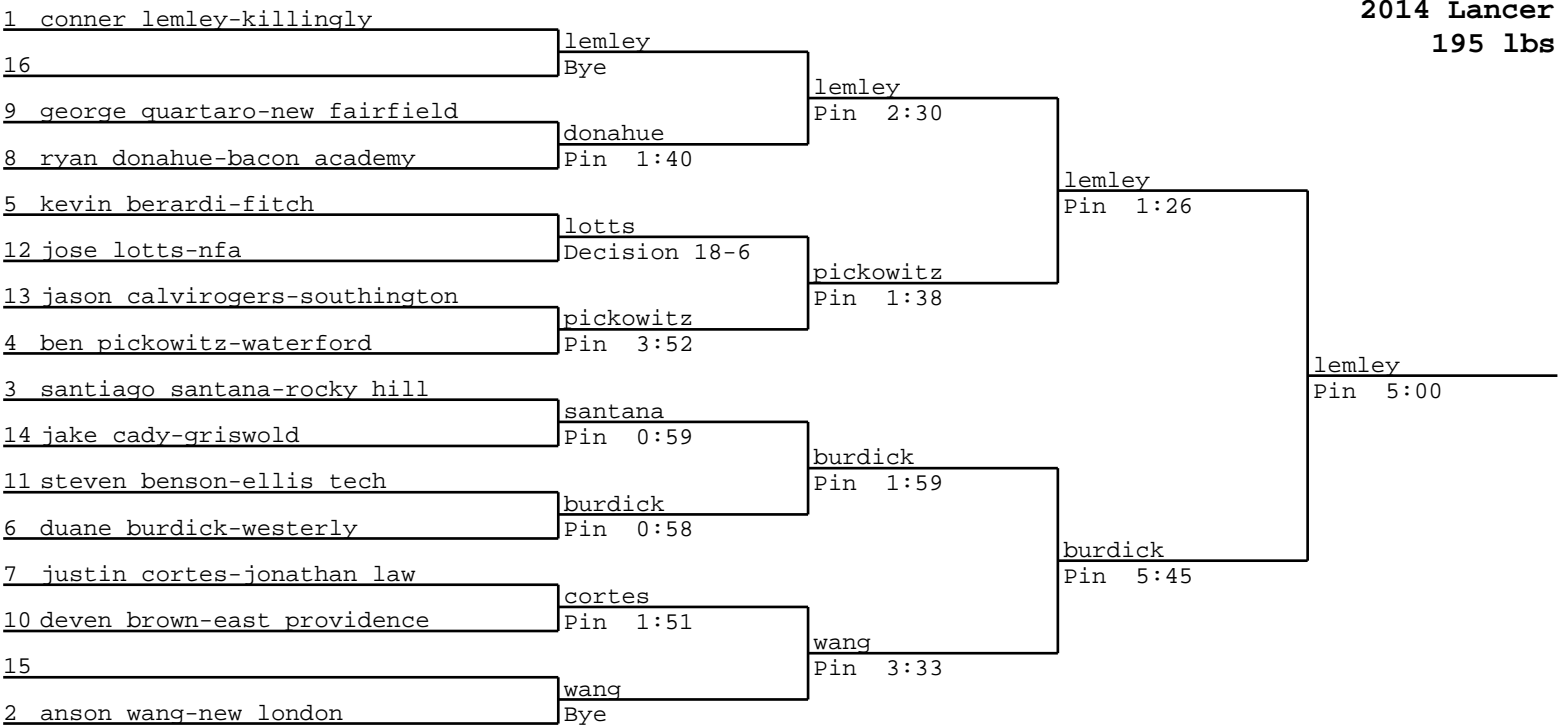 2014 Lancer
195 lbs
1 conner lemley-killingly
16
9 george quartaro-new fairfield
8 ryan donahue-bacon academy
5 kevin berardi-fitch
12 jose lotts-nfa
13 jason calvirogers-southington
4 ben pickowitz-waterford
3 santiago santana-rocky hill
14 jake cady-griswold
11 steven benson-ellis tech
6 duane burdick-westerly
7 justin cortes-jonathan law
10 deven brown-east providence
15
2 anson wang-new london
lemley
Bye
donahue
Pin 1:40
lotts
Decision 18-6
pickowitz
Pin 3:52
santana
Pin 0:59
burdick
Pin 0:58
cortes
Pin 1:51
wang
Bye
lemley
Pin 2:30
pickowitz
Pin 1:38
burdick
Pin 1:59
wang
Pin 3:33
lemley
Pin 1:26
burdick
Pin 5:45
lemley
Pin 5:00